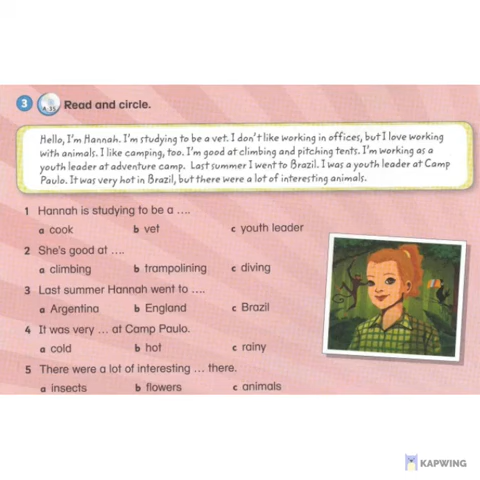 3 A 35 Read and circle.
Hello, I'm Hannah. I'm studying to be a vet. I don't like working in offices, but I love working
with animals. I like camping, too. I'm good at climbing and pitching tents. I'm working as a
youth leader at adventure camp. Last summer I went to Brazil. I was a youth leader at Camp
Paulo. It was very hot in Brazil, but there were a lot of interesting animals.
1 Hannah is studying to be a ....
a cook b vet c youth leader
2 She's good at ....
a climbing b trampolining c diving
3 Last summer Hannah went to ....
a Argentina b England c Brazil
4 It was very ... at Camp Paulo.
a cold b hot c rainy
5 There were a lot of interesting ... there.
a insects b flowers c animals
KAPWING